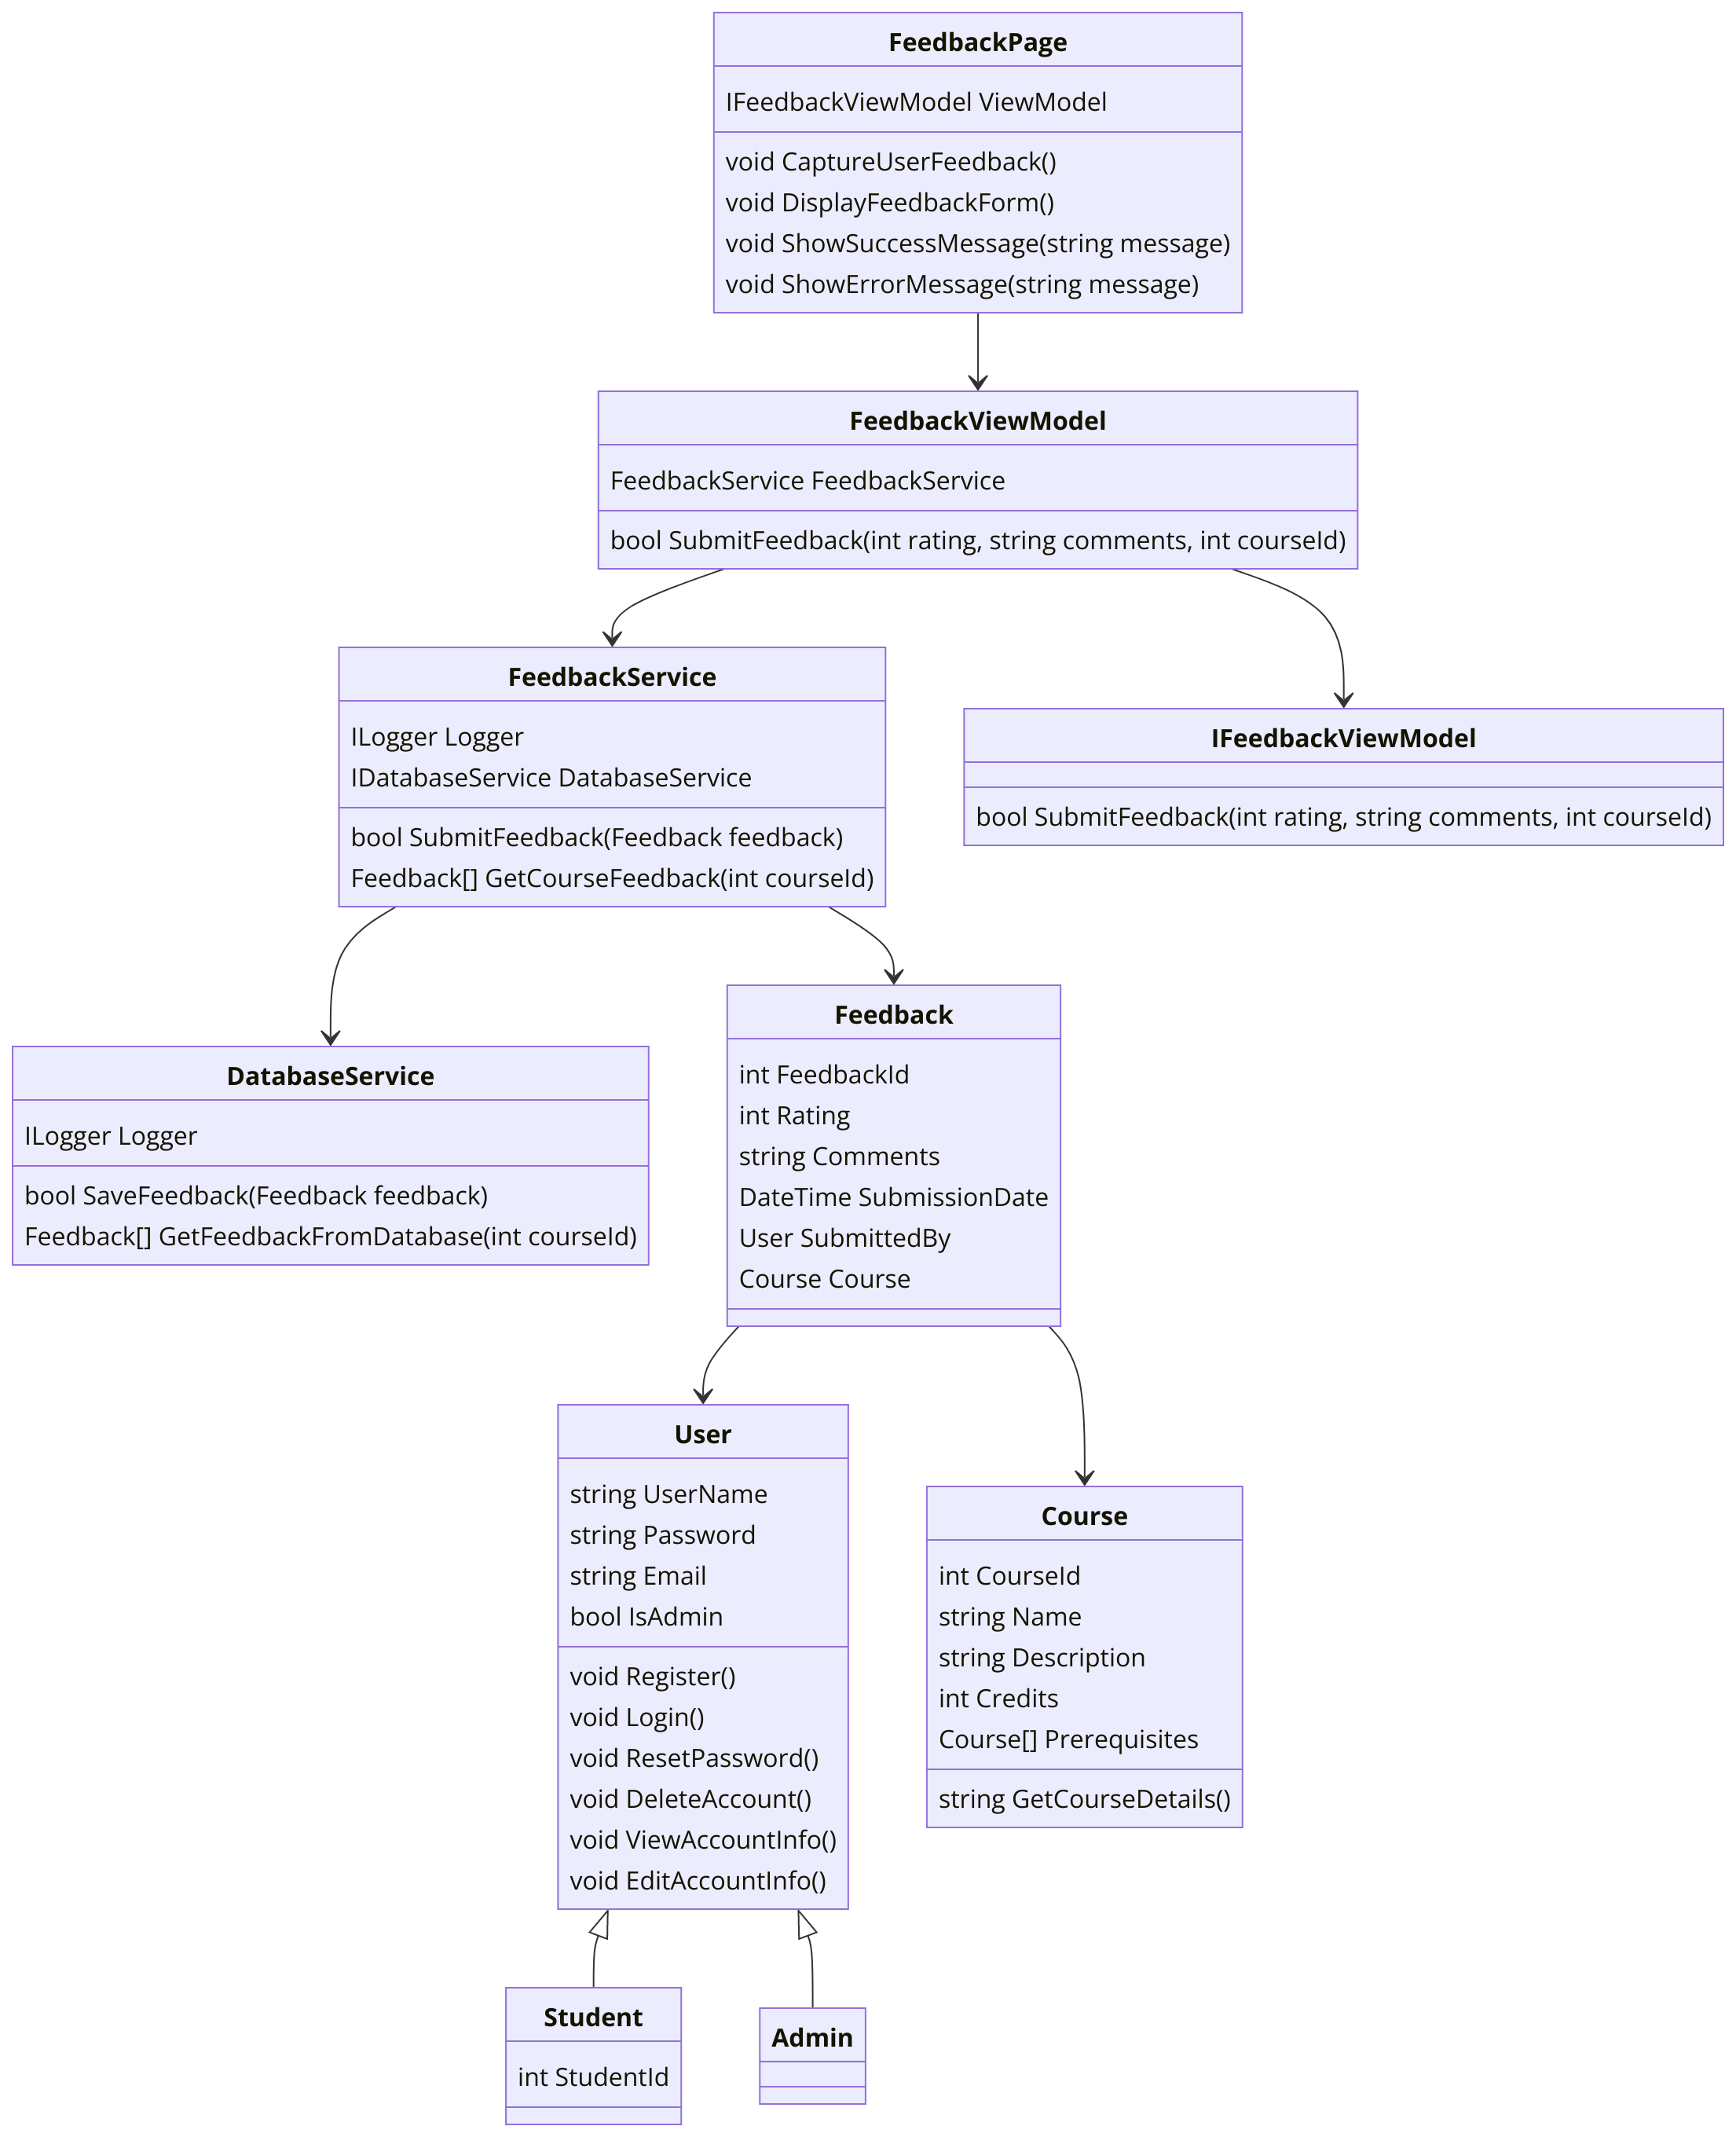 FeedbackPage
IFeedbackViewModel ViewModel
void CaptureUserFeedback()
void DisplayFeedbackForm()
void ShowSuccessMessage(string message)
void ShowErrorMessage(string message)
FeedbackViewModel
FeedbackService FeedbackService
bool SubmitFeedback(int rating, string comments, int courseId)
FeedbackService
ILogger Logger
IDatabaseService DatabaseService
bool SubmitFeedback(Feedback feedback)
Feedback[] GetCourseFeedback(int courseId)
IFeedbackViewModel
bool SubmitFeedback(int rating, string comments, int courseId)
DatabaseService
ILogger Logger
bool SaveFeedback(Feedback feedback)
Feedback[] GetFeedbackFromDatabase(int courseId)
Feedback
int FeedbackId
int Rating
string Comments
DateTime SubmissionDate
User SubmittedBy
Course Course
User
string UserName
string Password
string Email
bool IsAdmin
void Register()
void Login()
void ResetPassword()
void DeleteAccount()
void ViewAccountInfo()
void EditAccountInfo()
Course
int CourseId
string Name
string Description
int Credits
Course[] Prerequisites
string GetCourseDetails()
Student
int StudentId
Admin